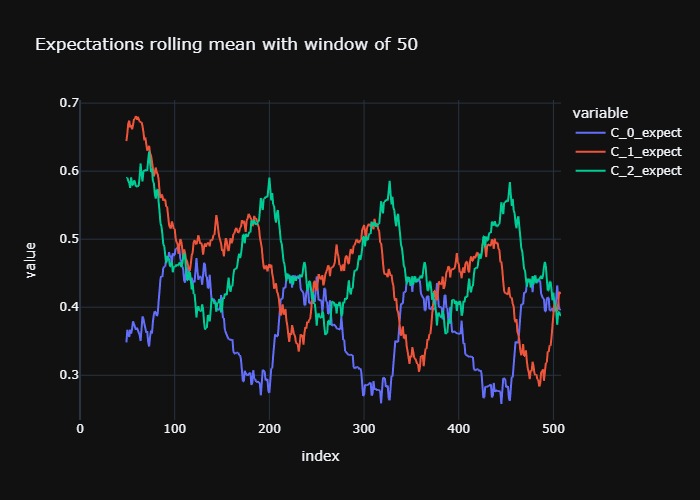 Expectations rolling mean with window of 50
variable
C_0_expect
C_1_expect
C_2_expect
value
0.7
0.6
0.5
0.4
0.3
0 100 200 300 400 500
index